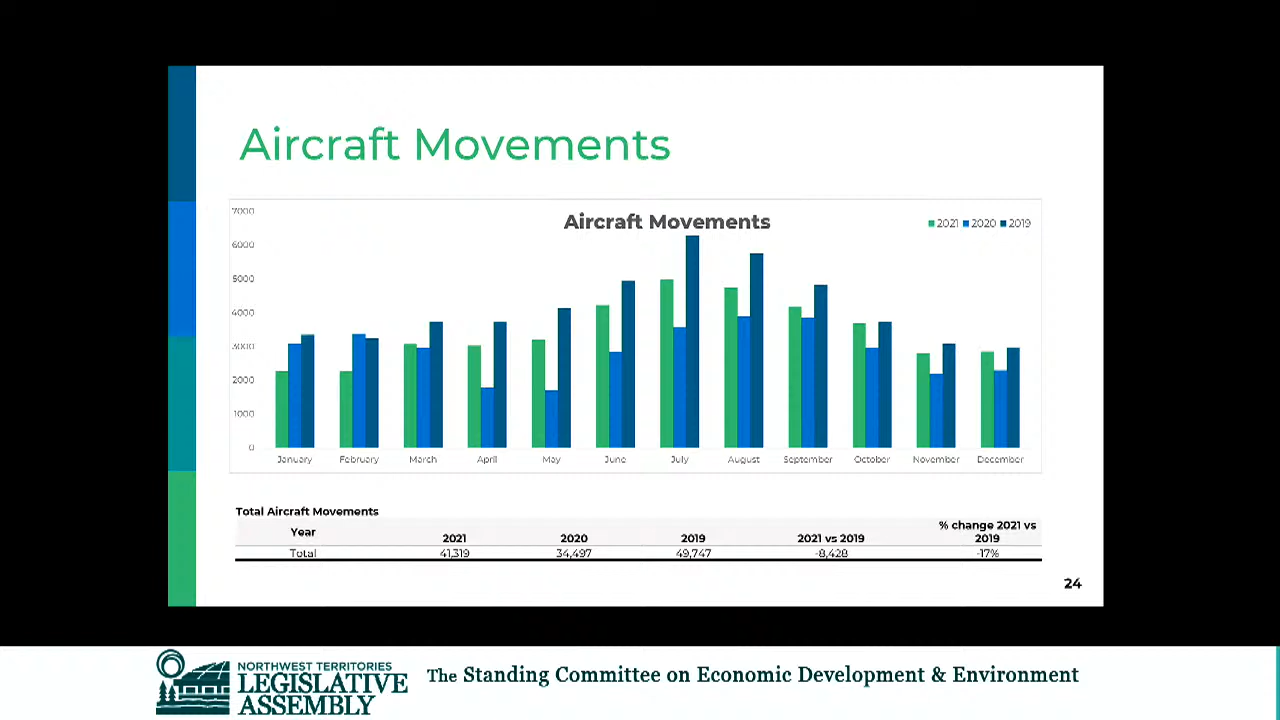 Aircraft Movements
Aircraft Movements
2021 2020 2019
7000
6000
5000
4000
3000
2000
1000
0
January February March April May June July August September October November December
Total Aircraft Movements
Year 2021 2020 2019 2021 vs 2019 % change 2021 vs 2019
Total 41,319 34,497 49,747 -8,428 -17%
24
NORTHWEST TERRITORIES
LEGISLATIVE
ASSEMBLY
The Standing Committee on Economic Development & Environment